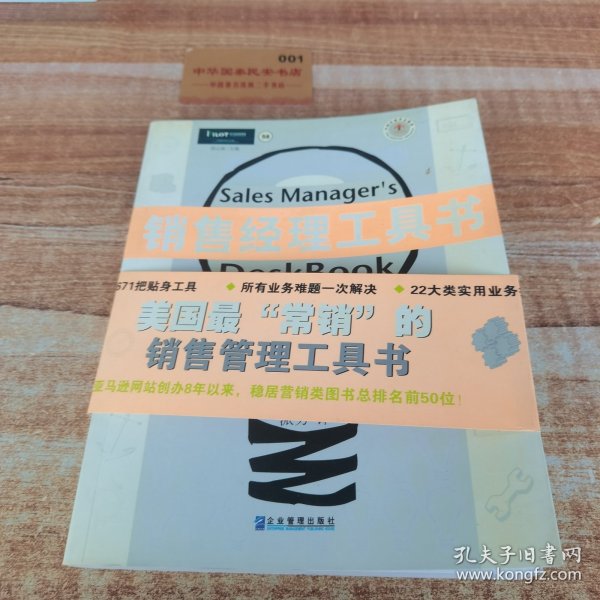 001
中华国泰民安书店
Sales Manager's
销售经理工具书
DeskBook
571把贴身工具 ◆ 所有业务难题一次解决 ◆ 22大类实用业务
美国最“常销”的
销售管理工具书
亚马逊网站创办8年以来，稳居营销类图书总排名前50位！
企业管理出版社
孔夫子旧书网
www.kongfz.com